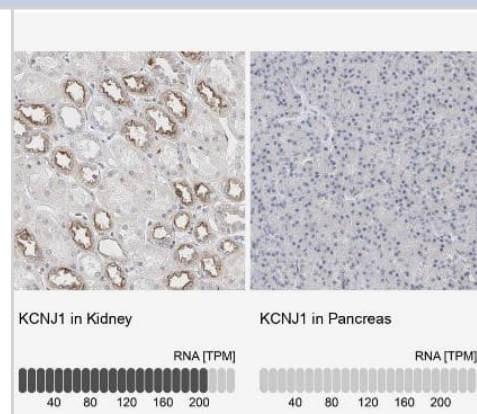 KCNJ1 in Kidney
KCNJ1 in Pancreas
RNA [TPM]
RNA [TPM]
40 80 120 160 200
40 80 120 160 200